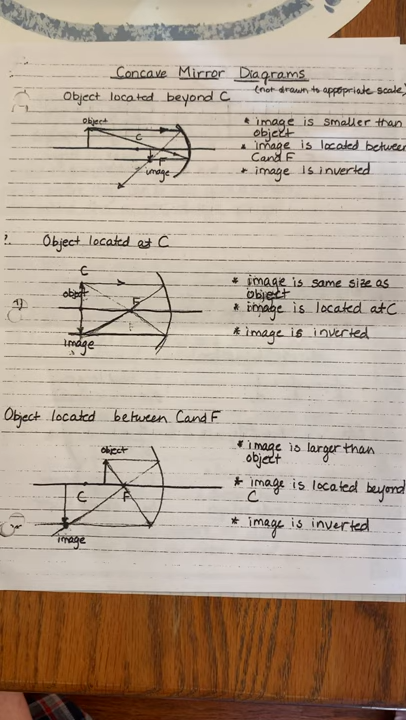 Concave Mirror Diagrams
(not drawn to appropriate scale)
Object located beyond C
object
C
F
image
* image is smaller than
object
* image is located between
C and F
* image is inverted
2.
Object located at C
C
object
F
image
* image is same size as
object
* image is located at C
* image is inverted
Object located between C and F
object
C
F
image
* image is larger than
object
* image is located beyond
C
* image is inverted